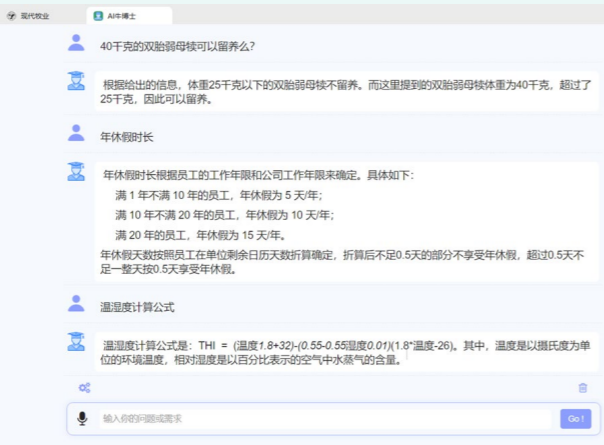 现代牧业
AI牛博士
40千克的双胎弱母犊可以留养么?
根据给出的信息，体重25千克以下的双胎弱母犊不留养。而这里提到的双胎弱母犊体重为40千克，超过了
25千克，因此可以留养。
年休假时长
年休假时长根据员工的工作年限和公司工作年限来确定。具体如下：
满 1 年不满 10 年的员工，年休假为 5 天/年；
满 10 年不满 20 年的员工，年休假为 10 天/年；
满 20 年的员工，年休假为 15 天/年。
年休假天数按照员工在单位剩余日历天数折算确定，折算后不足0.5天的部分不享受年休假，超过0.5天不
足一整天按0.5天享受年休假。
温湿度计算公式
温湿度计算公式是：THI = (温度1.8+32)-(0.55-0.55湿度0.01)(1.8*温度-26)。其中，温度是以摄氏度为单
位的环境温度，相对湿度是以百分比表示的空气中水蒸气的含量。
输入你的问题或需求
Go !